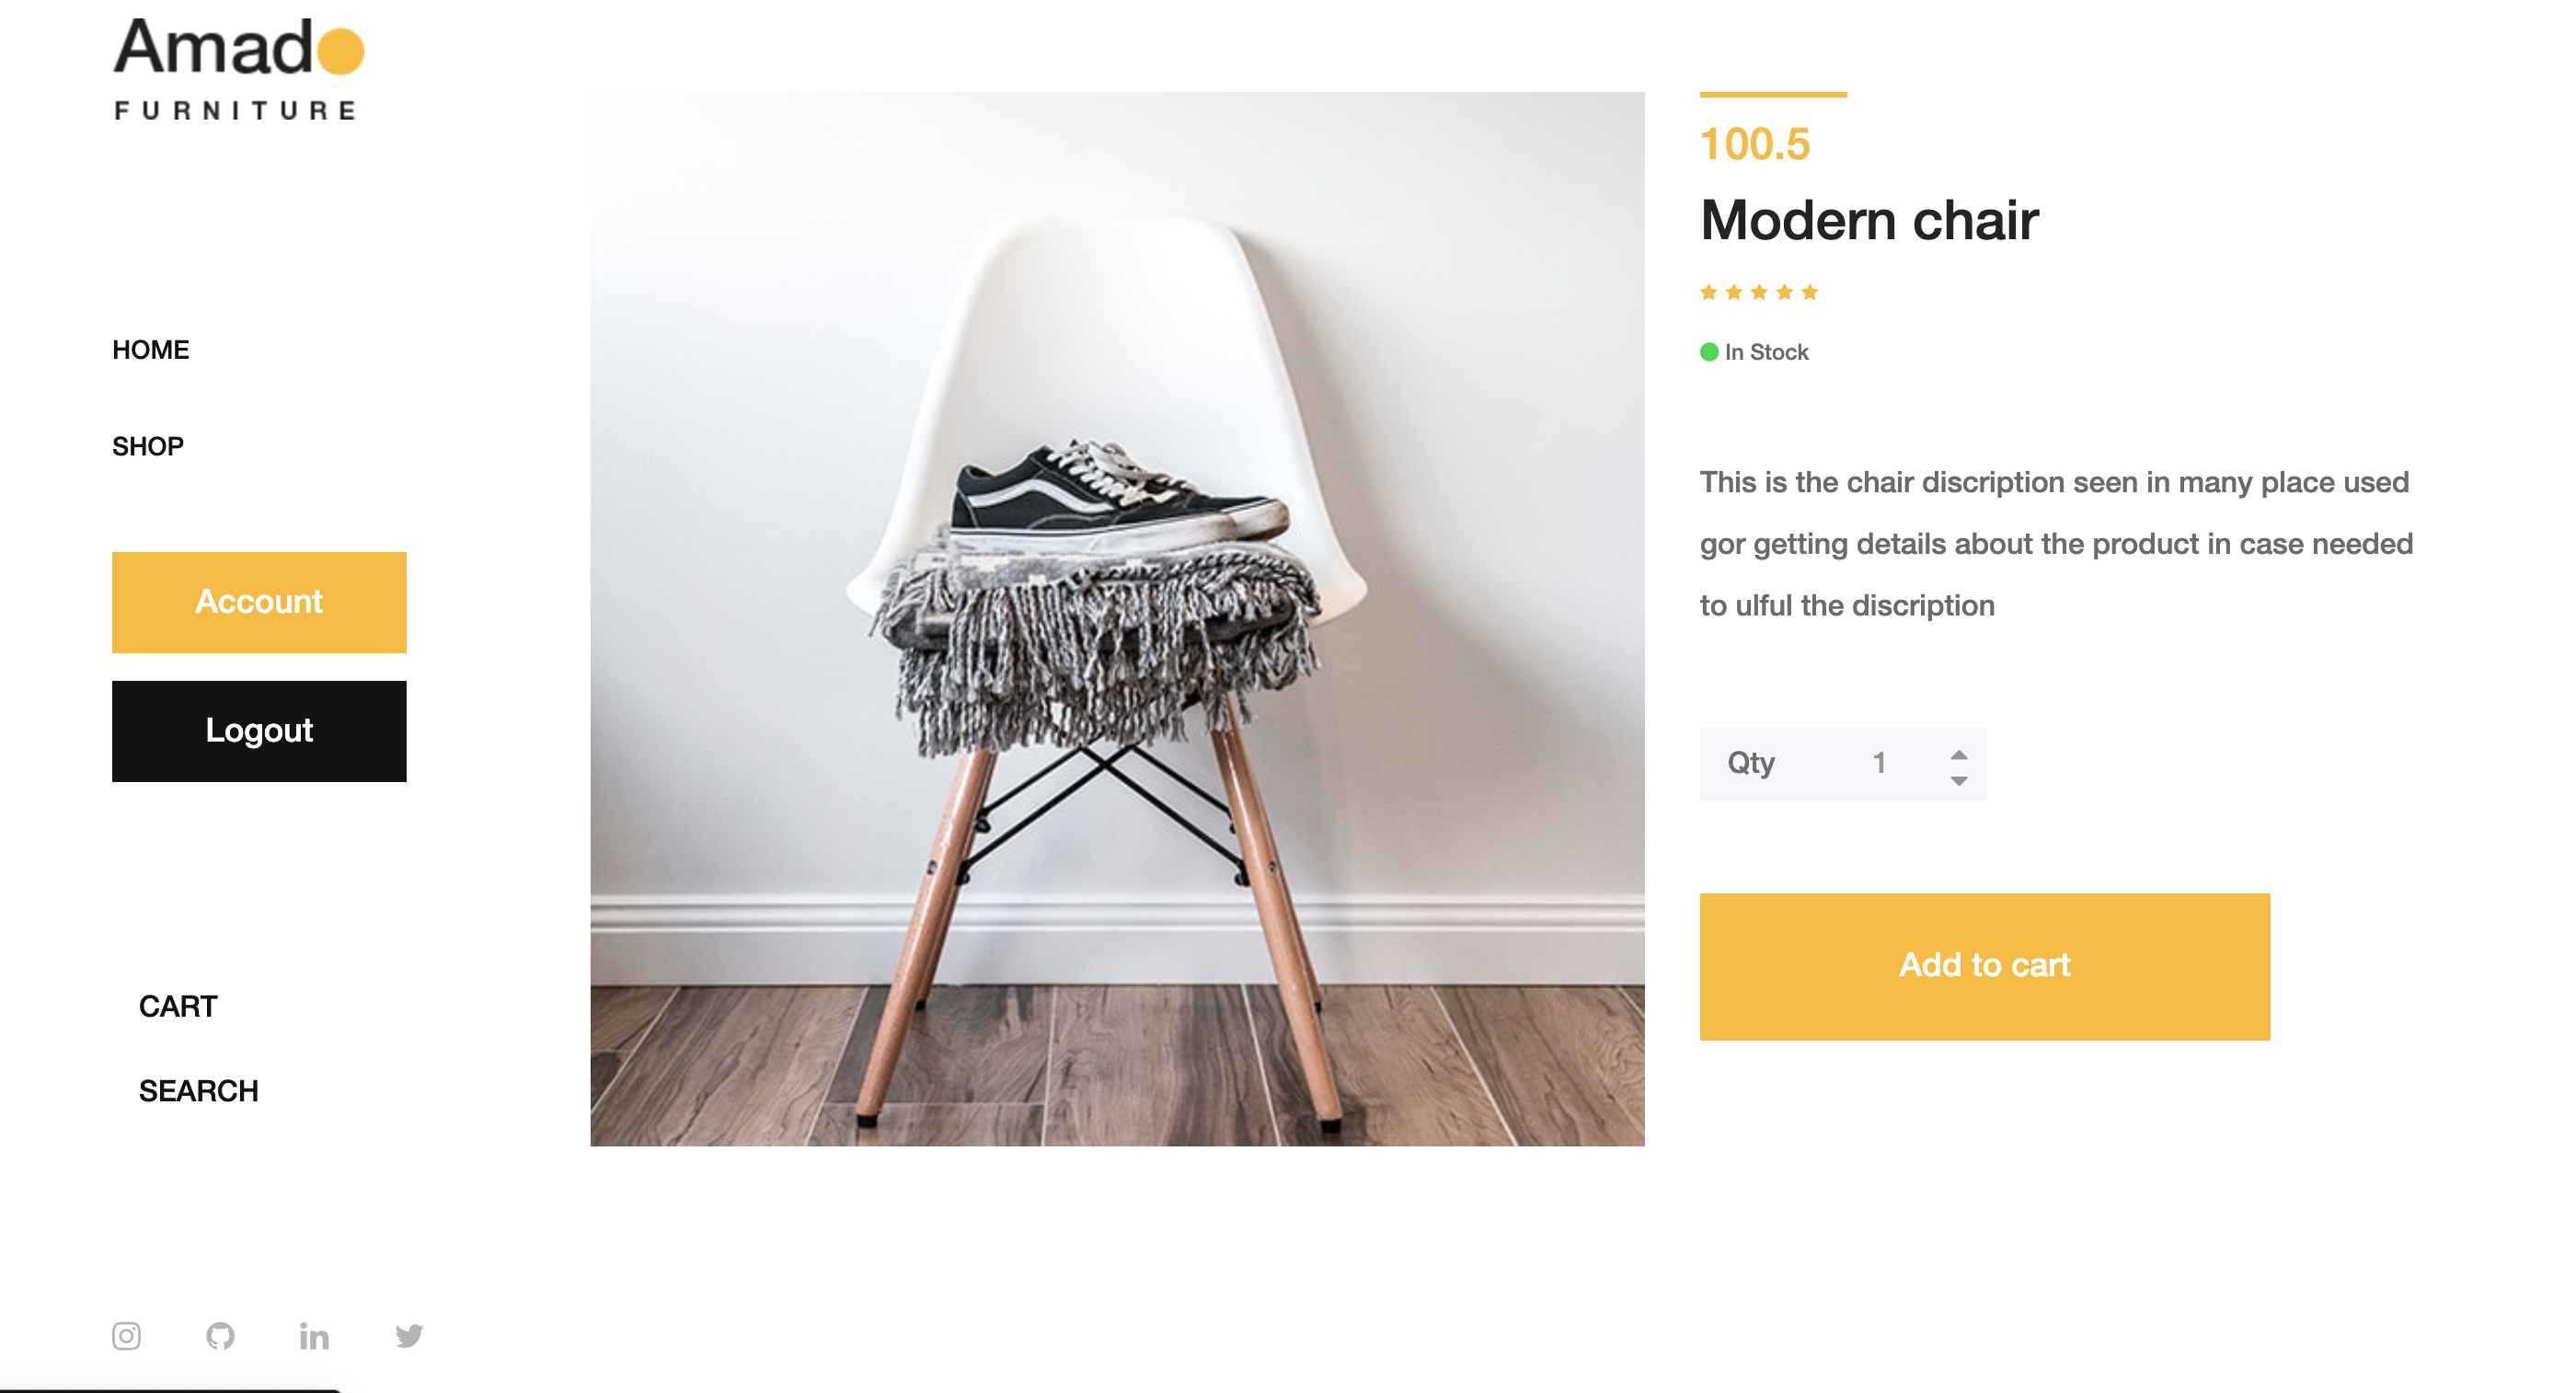 Amado
FURNITURE
HOME
SHOP
Account
Logout
CART
SEARCH
100.5
Modern chair
In Stock
This is the chair discription seen in many place used
gor getting details about the product in case needed
to ulful the discription
Qty 1
Add to cart